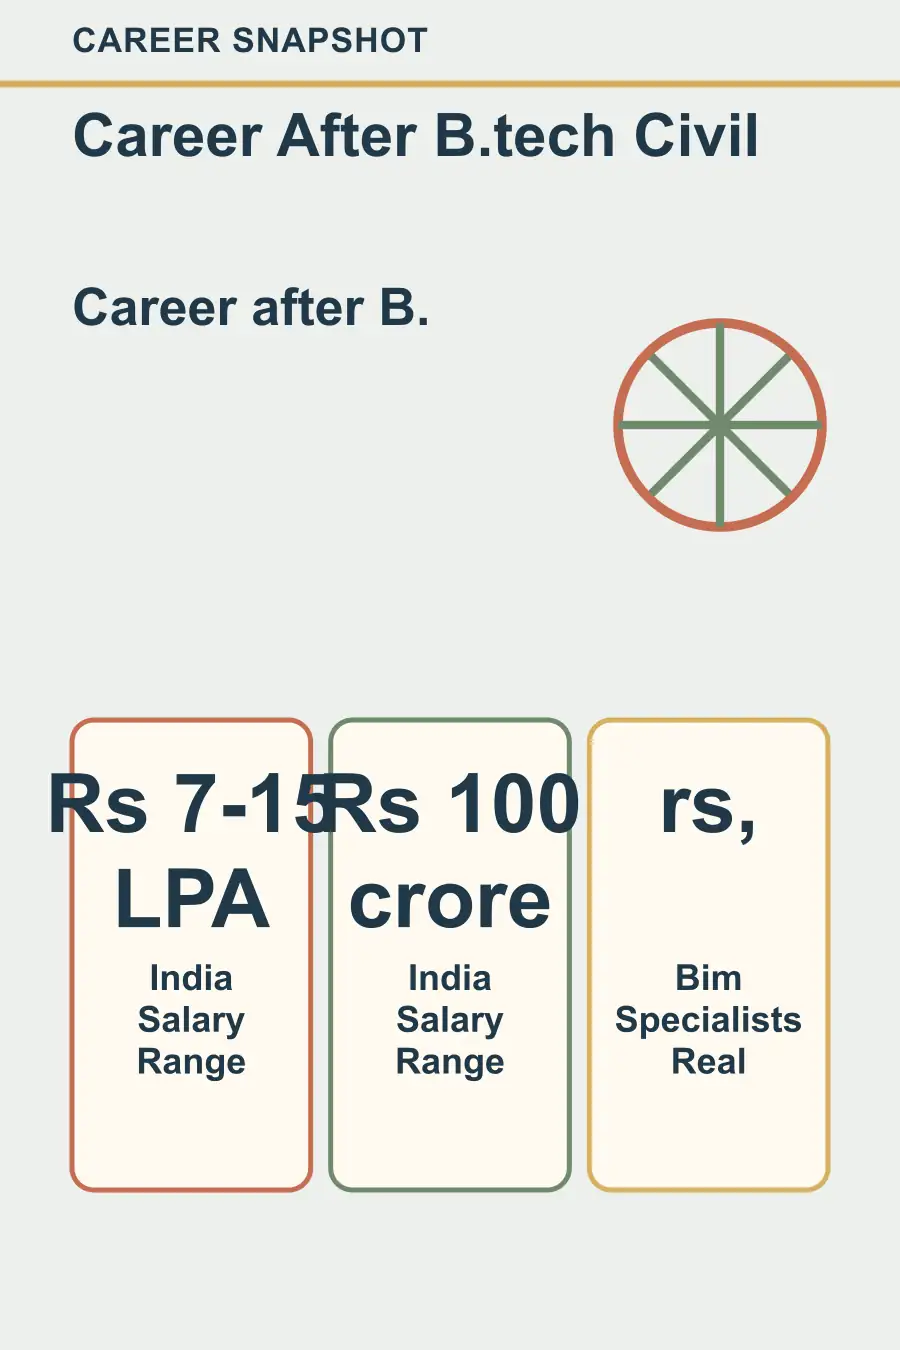 CAREER SNAPSHOT
Career After B.tech Civil
Career after B.
Rs 7-15
LPA
India
Salary
Range
Rs 100
crore
India
Salary
Range
rs,
Bim
Specialists
Real